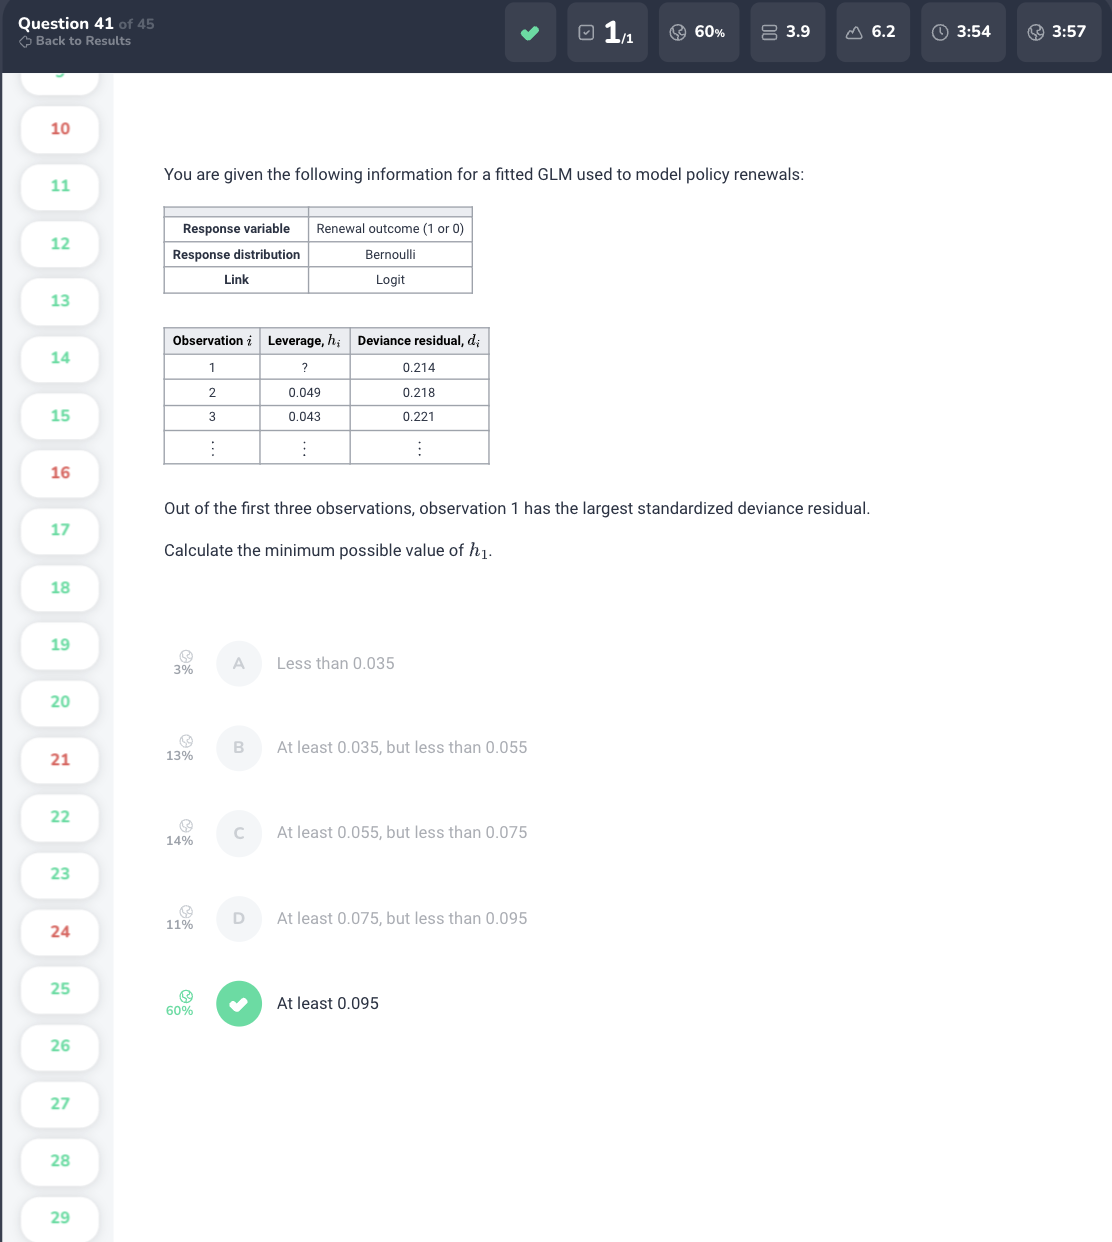 Question 41 of 45
Back to Results
1/1
60%
3.9
6.2
3:54
3:57
10
11
12
13
14
15
16
17
18
19
20
21
22
23
24
25
26
27
28
29
You are given the following information for a fitted GLM used to model policy renewals:
Response variable Renewal outcome (1 or 0)
Response distribution Bernoulli
Link Logit
Observation i Leverage, hᵢ Deviance residual, dᵢ
1 ? 0.214
2 0.049 0.218
3 0.043 0.221
⋮ ⋮ ⋮
Out of the first three observations, observation 1 has the largest standardized deviance residual.
Calculate the minimum possible value of h₁.
3% A Less than 0.035
13% B At least 0.035, but less than 0.055
14% C At least 0.055, but less than 0.075
11% D At least 0.075, but less than 0.095
60% At least 0.095